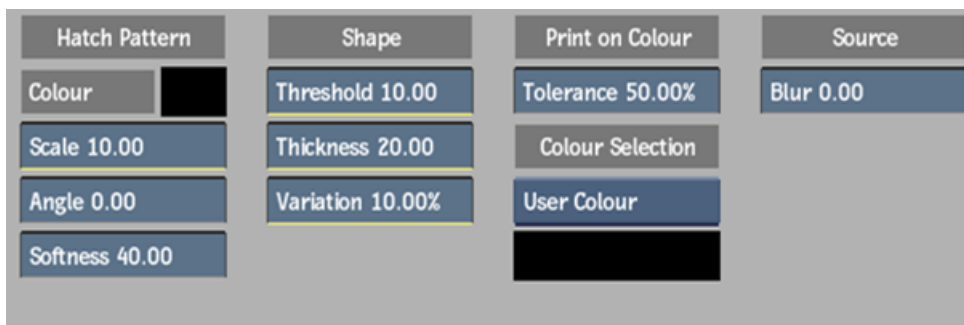 Hatch Pattern
Colour
Scale 10.00
Angle 0.00
Softness 40.00
Shape
Threshold 10.00
Thickness 20.00
Variation 10.00%
Print on Colour
Tolerance 50.00%
Colour Selection
User Colour
Source
Blur 0.00